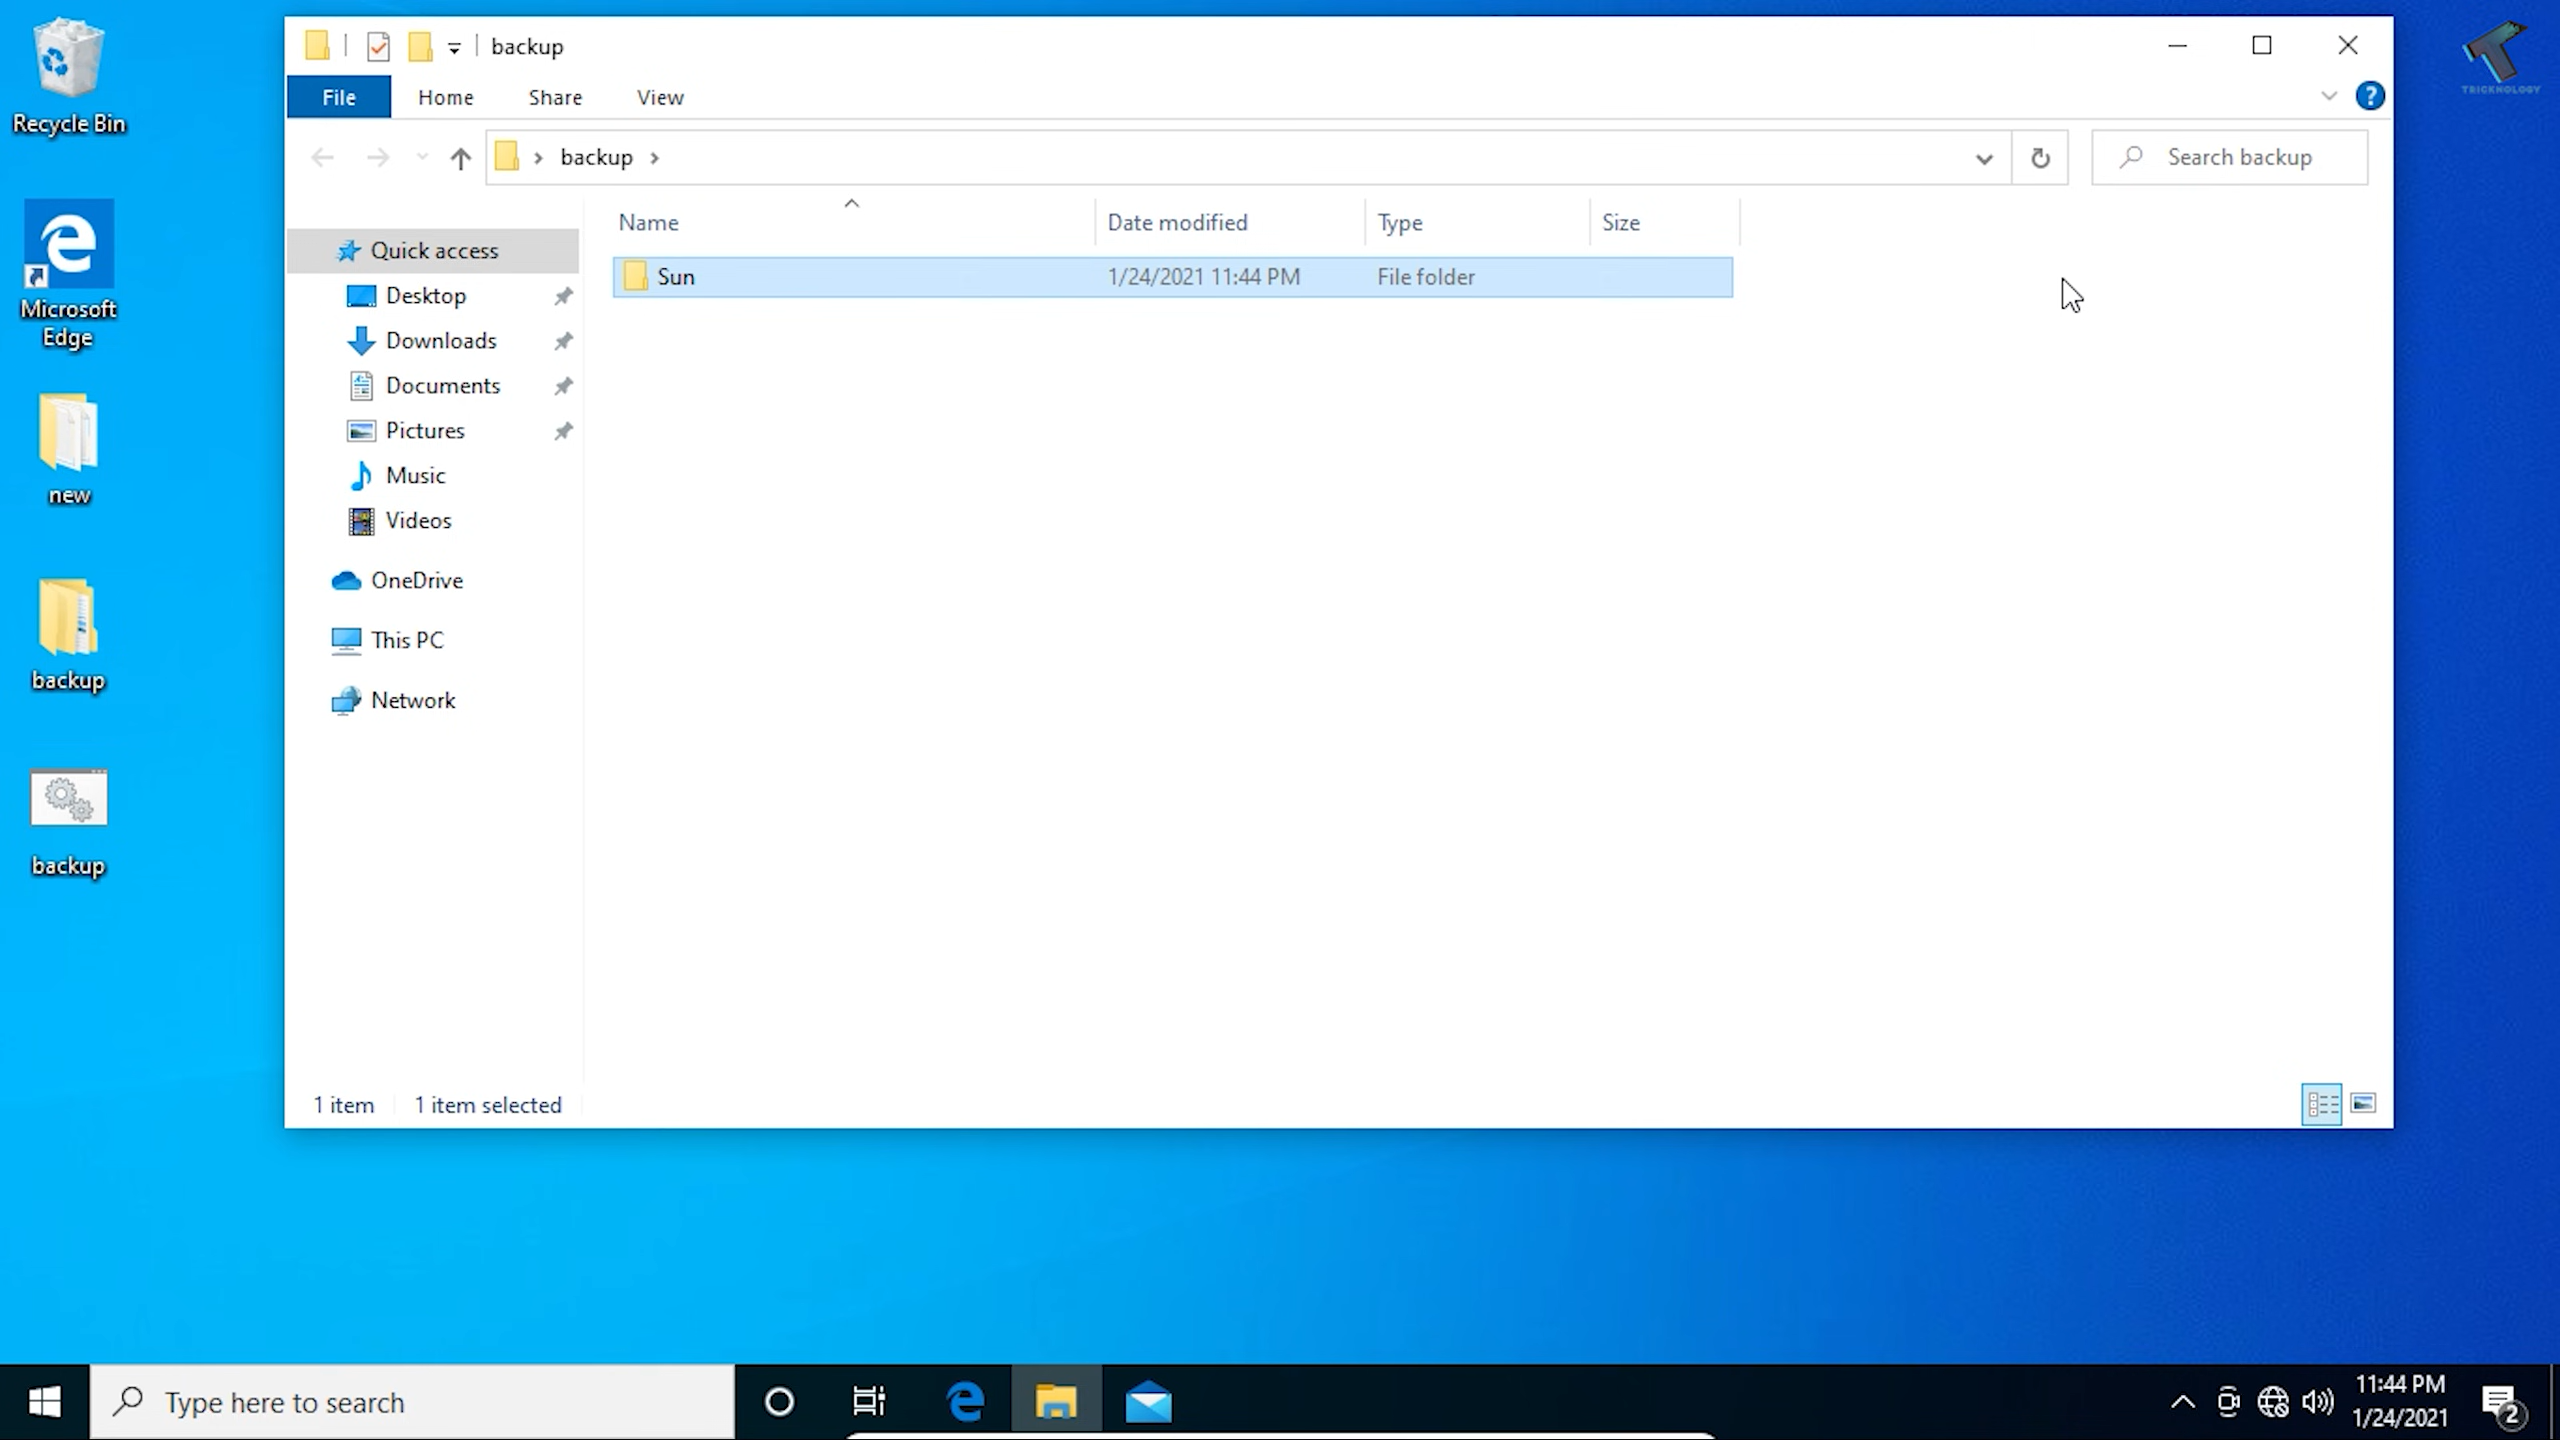 Recycle Bin
Microsoft
Edge
new
backup
backup
backup
File Home Share View
?
backup
Search backup
Name Date modified Type Size
Sun 1/24/2021 11:44 PM File folder
Quick access
Desktop
Downloads
Documents
Pictures
Music
Videos
OneDrive
This PC
Network
1 item 1 item selected
TRICKNOLOGY
Type here to search
11:44 PM
1/24/2021
2